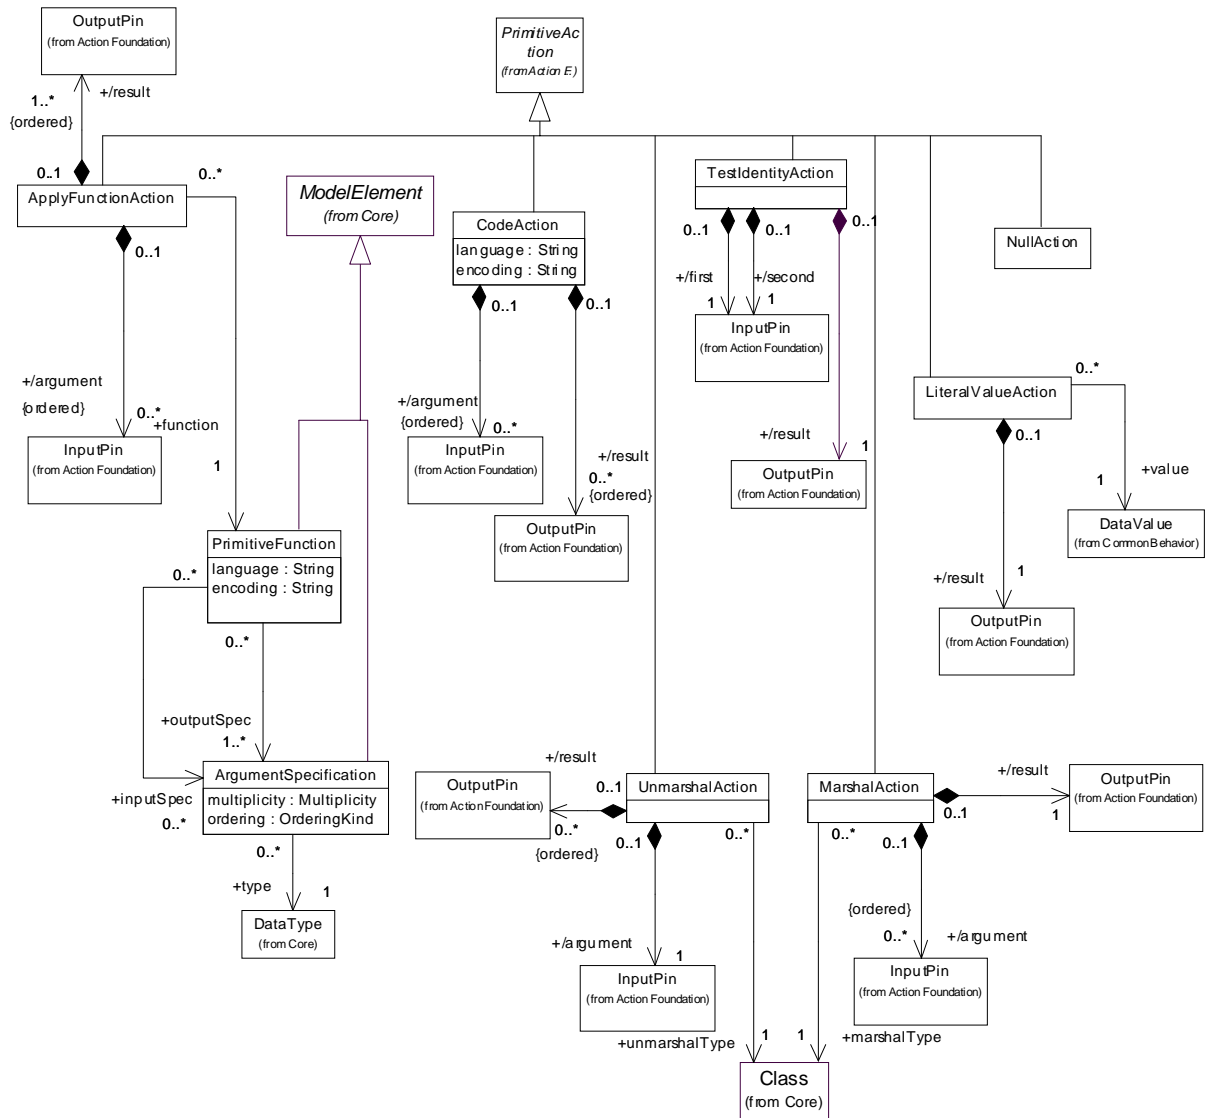 OutputPin
(from Action Foundation)
PrimitiveAc
tion
(from Action E.)
1..*
+/result
{ordered}
0..1
0..*
ApplyFunctionAction
0..1
ModelElement
(from Core)
CodeAction
language : String
encoding : String
0..1
0..1
TestIdentityAction
0..1
0..1
0..1
+/first
+/second
1
1
InputPin
(from Action Foundation)
NullAction
+/argument
{ordered}
0..*
+function
InputPin
(from Action Foundation)
1
+/argument
{ordered}
0..*
InputPin
(from Action Foundation)
+/result
0..*
{ordered}
OutputPin
(from Action Foundation)
+/result
1
OutputPin
(from Action Foundation)
LiteralValueAction
0..*
0..1
+value
1
DataValue
(from CommonBehavior)
+/result
1
OutputPin
(from Action Foundation)
PrimitiveFunction
language : String
encoding : String
0..*
0..*
+outputSpec
1..*
ArgumentSpecification
multiplicity : Multiplicity
ordering : OrderingKind
+inputSpec
0..*
0..*
+type
1
DataType
(from Core)
+/result
OutputPin
(from Action Foundation)
0..1
0..*
{ordered}
UnmarshalAction
0..1
0..*
+/argument
1
InputPin
(from Action Foundation)
+unmarshalType
1
MarshalAction
0..*
0..1
0..1
+/result
1
OutputPin
(from Action Foundation)
{ordered}
0..*
+/argument
InputPin
(from Action Foundation)
1
+marshalType
Class
(from Core)